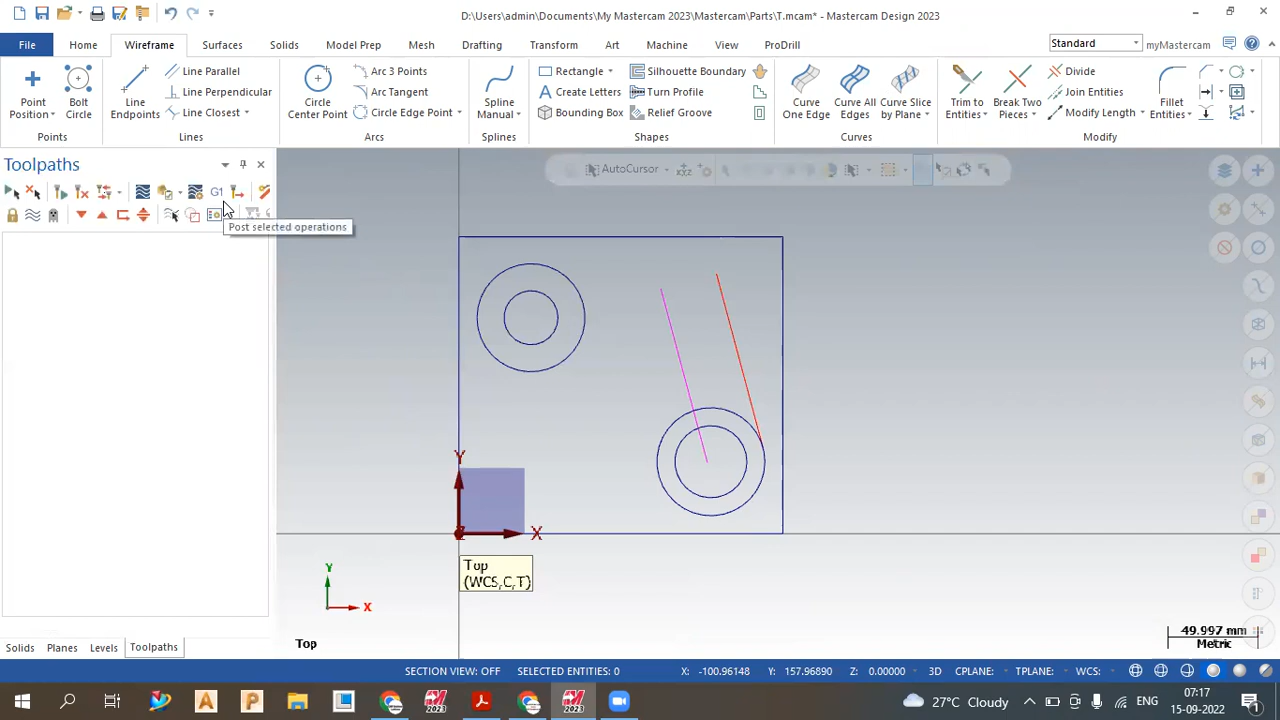 D:\Users\admin\Documents\My Mastercam 2023\Mastercam\Parts\T.mcam* - Mastercam Design 2023
File Home Wireframe Surfaces Solids Model Prep Mesh Drafting Transform Art Machine View ProDrill Standard myMastercam
Point Position
Bolt Circle
Points
Line Endpoints
Line Parallel
Line Perpendicular
Line Closest
Lines
Circle Center Point
Arc 3 Points
Arc Tangent
Circle Edge Point
Arcs
Spline Manual
Splines
Rectangle
Create Letters
Bounding Box
Silhouette Boundary
Turn Profile
Relief Groove
Shapes
Curve One Edge
Curve All Edges
Curve Slice by Plane
Curves
Trim to Entities
Break Two Pieces
Divide
Join Entities
Modify Length
Fillet Entities
Modify
Toolpaths
AutoCursor
XYZ
G1
Post selected operations
Y
X
Z
Top
(WCS,C,T)
Y
X
Top
49.997 mm
Metric
Solids Planes Levels Toolpaths
SECTION VIEW: OFF SELECTED ENTITIES: 0 X: -100.96148 Y: 157.96890 Z: 0.00000 3D CPLANE: TPLANE: WCS:
2021 2023
27°C Cloudy ENG 07:17
15-09-2022
1